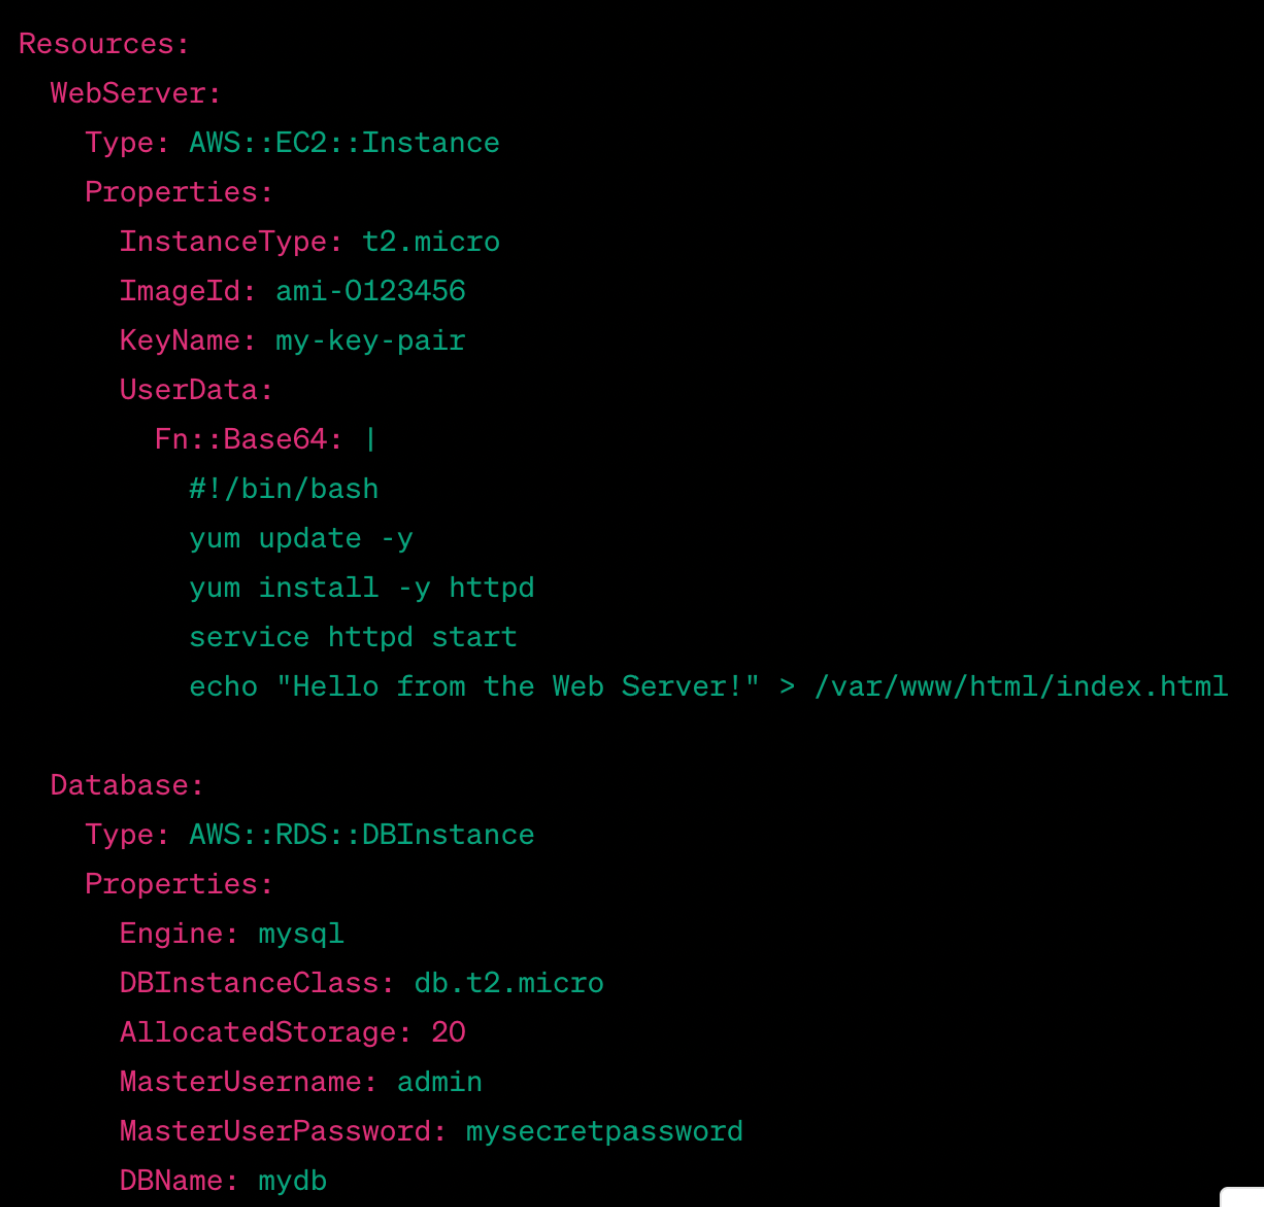 Resources:
  WebServer:
    Type: AWS::EC2::Instance
    Properties:
      InstanceType: t2.micro
      ImageId: ami-0123456
      KeyName: my-key-pair
      UserData:
        Fn::Base64: |
          #!/bin/bash
          yum update -y
          yum install -y httpd
          service httpd start
          echo "Hello from the Web Server!" > /var/www/html/index.html

  Database:
    Type: AWS::RDS::DBInstance
    Properties:
      Engine: mysql
      DBInstanceClass: db.t2.micro
      AllocatedStorage: 20
      MasterUsername: admin
      MasterUserPassword: mysecretpassword
      DBName: mydb